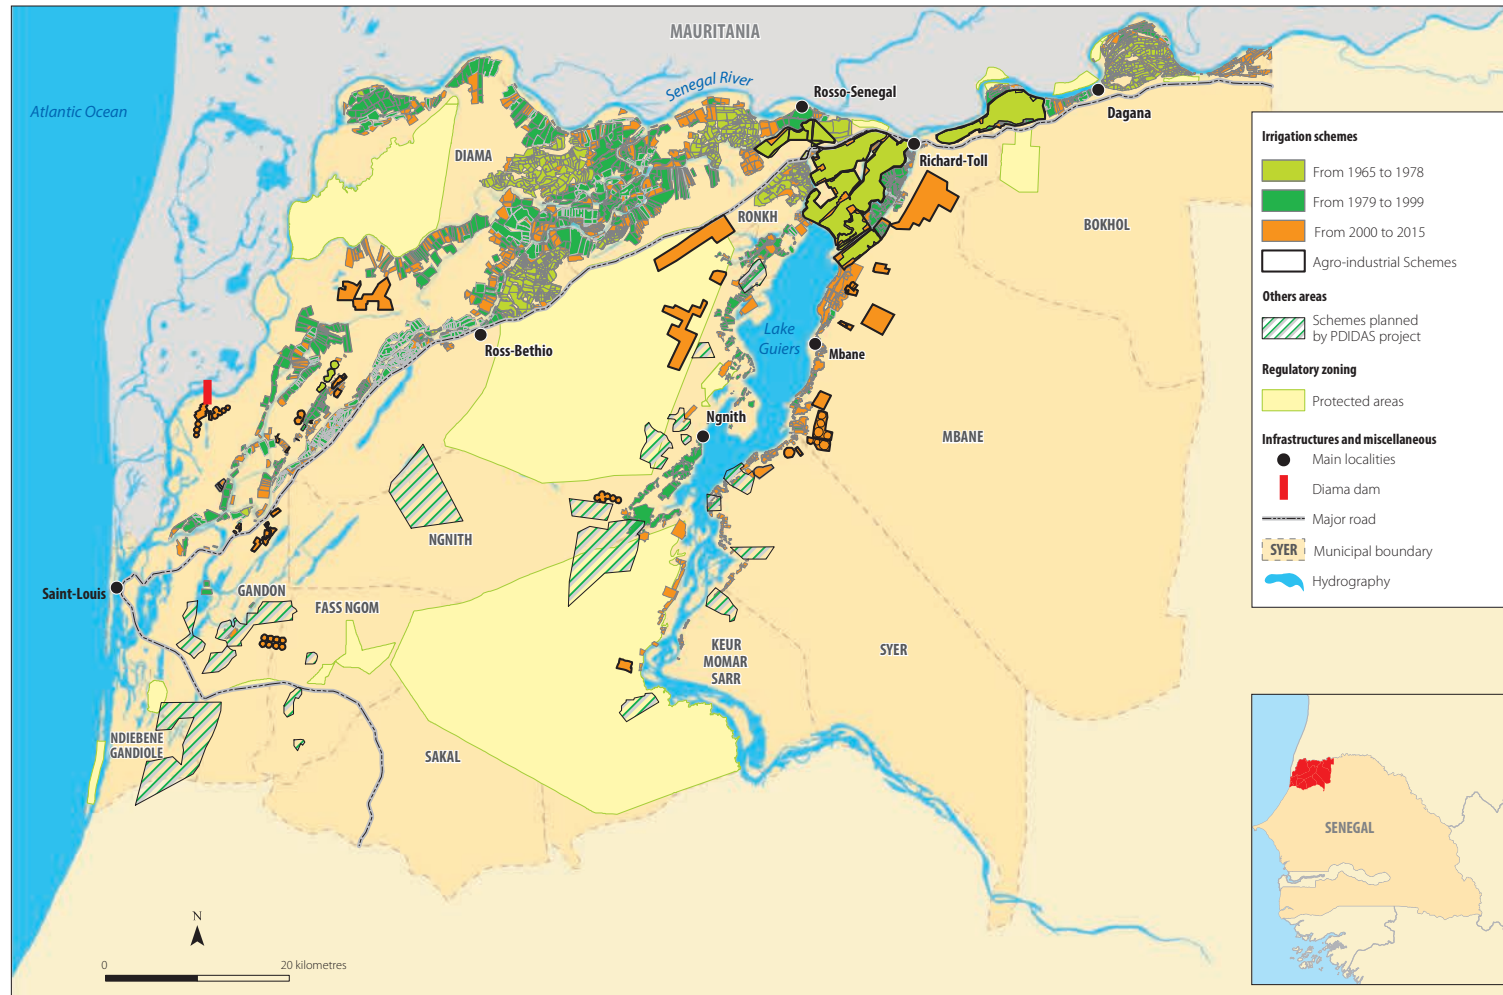 MAURITANIA
Senegal River
Atlantic Ocean
Rosso-Senegal
Dagana
DIAMA
Richard-Toll
RONKH
BOKHOL
Lake
Guiers
Ross-Bethio
Mbane
Ngnith
MBANE
NGNITH
Saint-Louis
GANDON
FASS NGOM
KEUR
MOMAR
SARR
SYER
NDIEBENE
GANDIOLE
SAKAL
N
0
20 kilometres
Irrigation schemes
From 1965 to 1978
From 1979 to 1999
From 2000 to 2015
Agro-industrial Schemes
Others areas
Schemes planned
by PDIDAS project
Regulatory zoning
Protected areas
Infrastructures and miscellaneous
Main localities
Diama dam
Major road
SYER Municipal boundary
Hydrography
SENEGAL